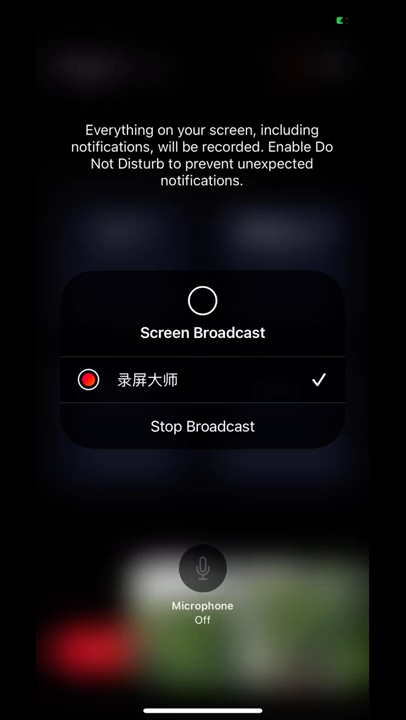 Everything on your screen, including
notifications, will be recorded. Enable Do
Not Disturb to prevent unexpected
notifications.
Screen Broadcast
录屏大师
Stop Broadcast
Microphone
Off